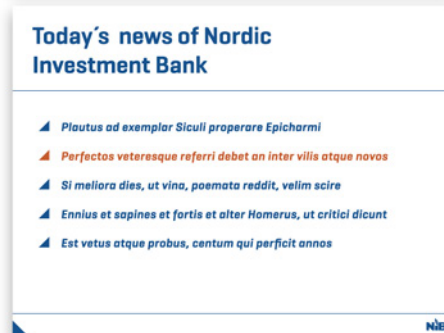 Today´s news of Nordic
Investment Bank
Plautus ad exemplar Siculi properare Epicharmi
Perfectos veteresque referri debet an inter vilis atque novos
Si meliora dies, ut vina, poemata reddit, velim scire
Ennius et sapines et fortis et alter Homerus, ut critici dicunt
Est vetus atque probus, centum qui perficit annos
NIB